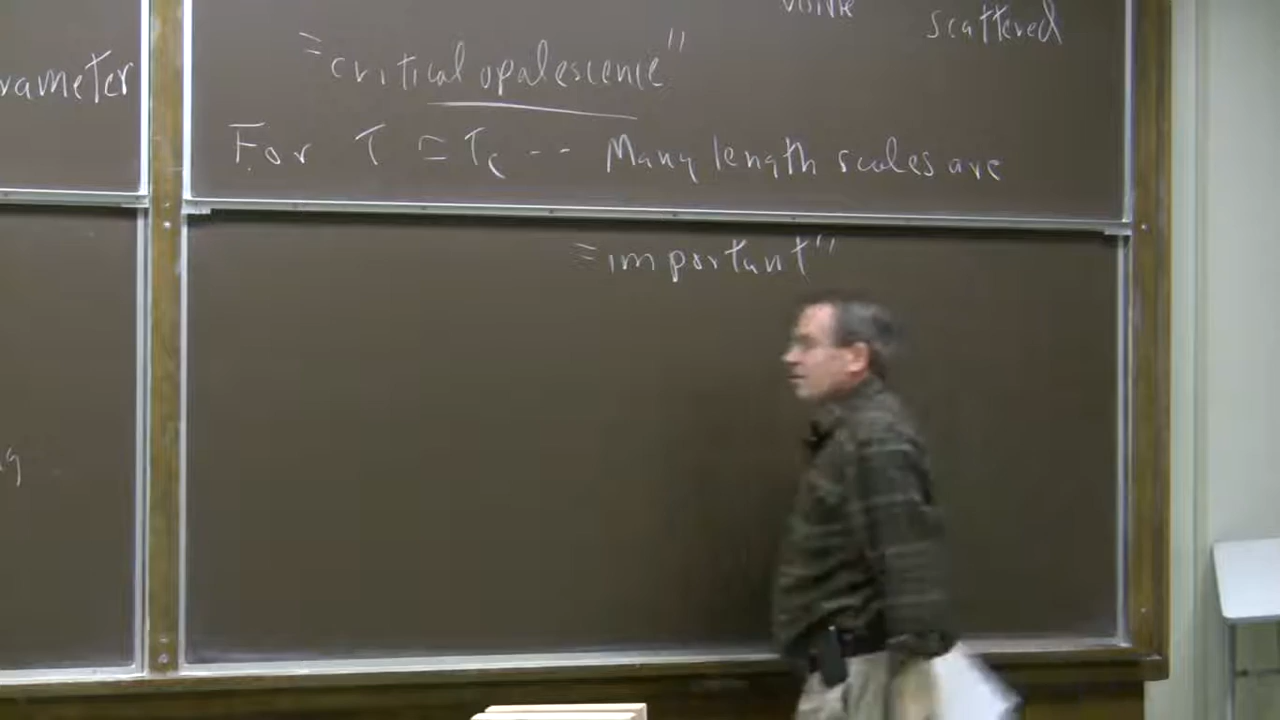 rameter
scattered
"critical opalescence"
For T = Tc -- Many length scales are
"important"